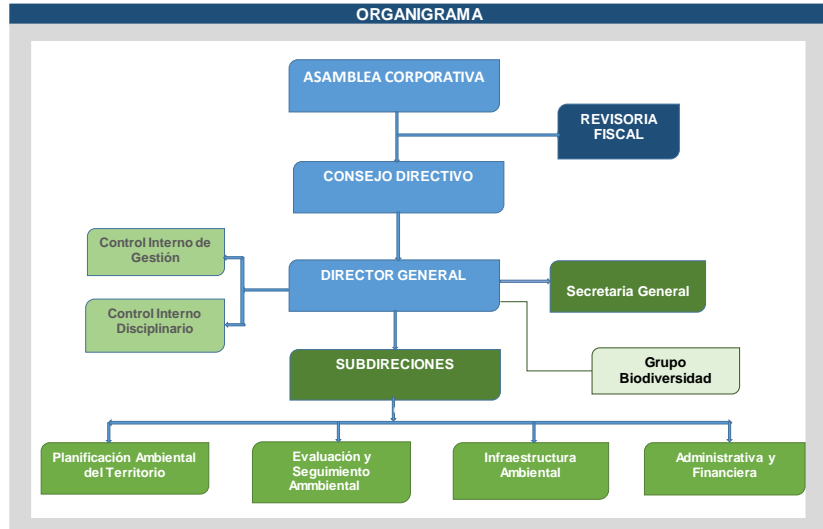 ORGANIGRAMA
ASAMBLEA CORPORATIVA
REVISORIA
FISCAL
CONSEJO DIRECTIVO
Control Interno de
Gestión
DIRECTOR GENERAL
Secretaria General
Control Interno
Disciplinario
SUBDIRECIONES
Grupo
Biodiversidad
Planificación Ambiental
del Territorio
Evaluación y
Seguimiento
Ammbiental
Infraestructura
Ambiental
Administrativa y
Financiera